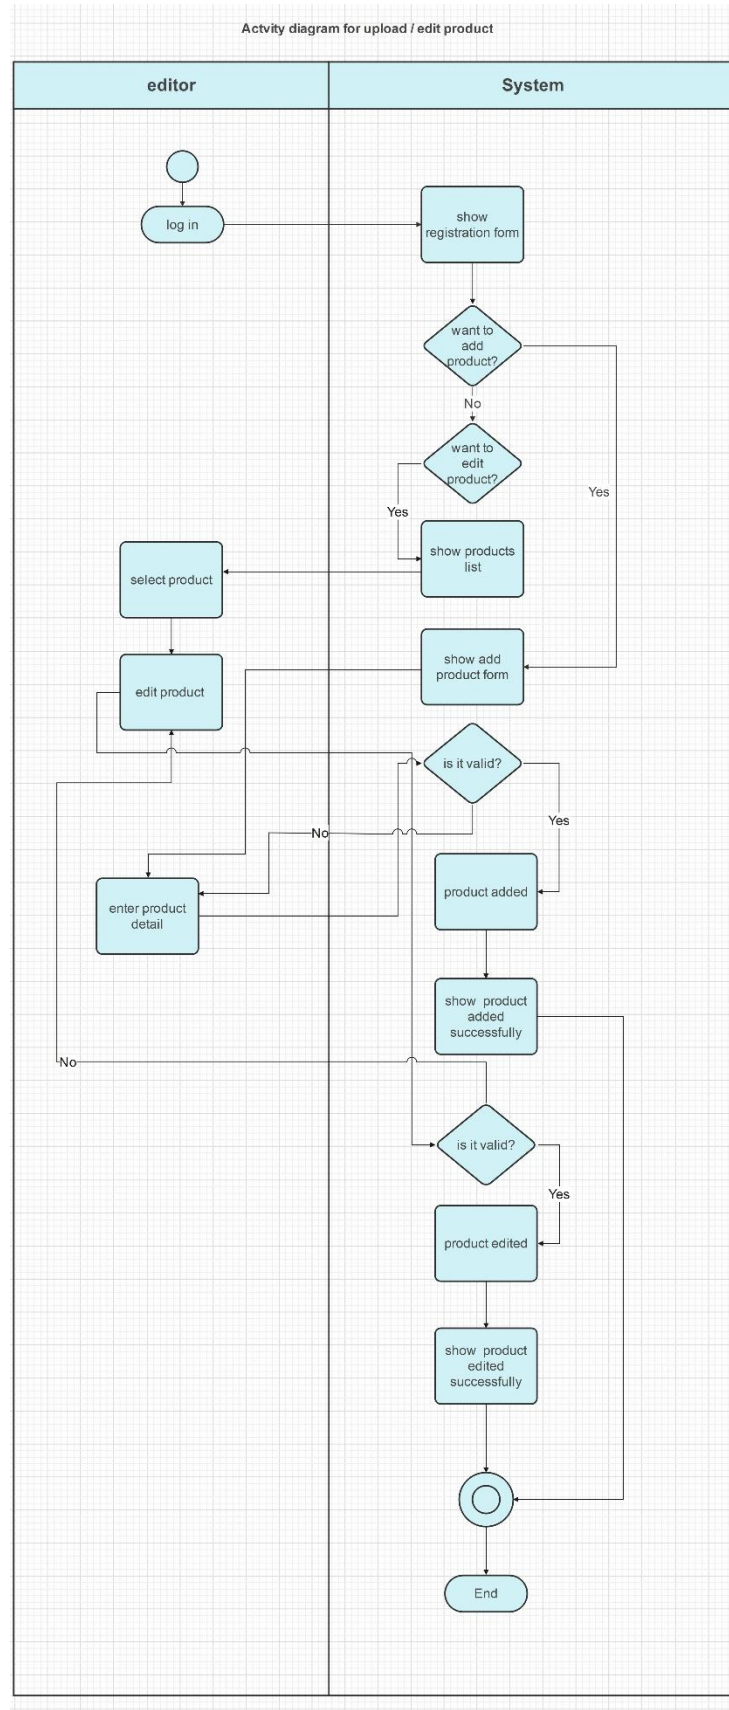 Actvity diagram for upload / edit product
editor
System
log in
show
registration form
want to
add
product?
No
want to
edit
product?
Yes
Yes
show products
list
select product
show add
product form
edit product
is it valid?
Yes
No
product added
enter product
detail
show product
added
successfully
No
is it valid?
Yes
product edited
show product
edited
successfully
End